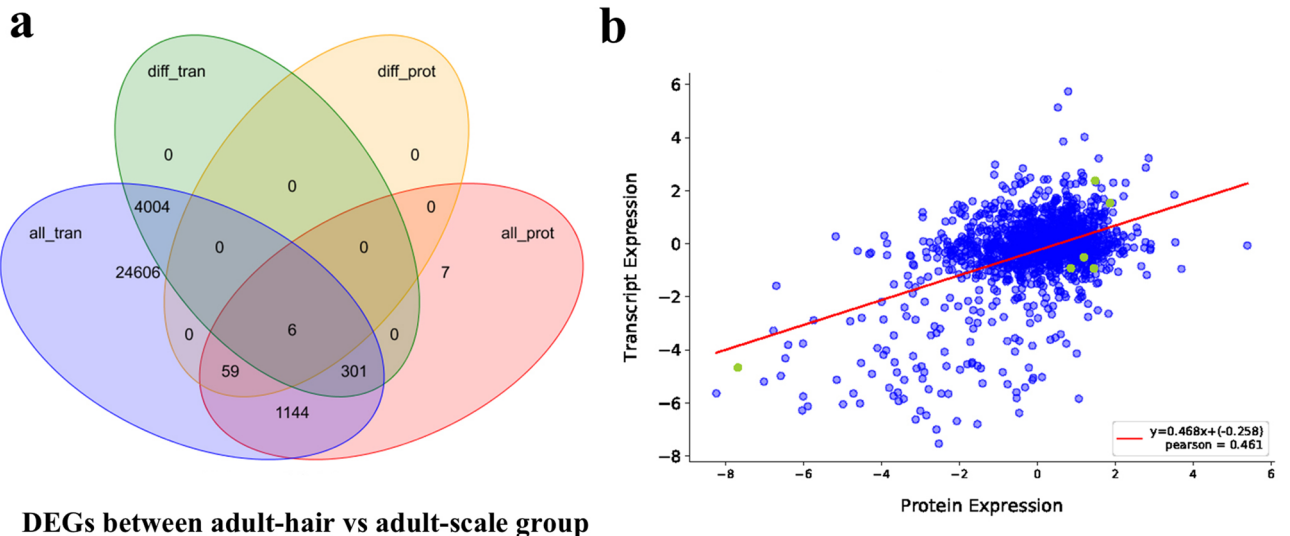 a
diff_tran
diff_prot
0
0
0
4004
0
all_tran
0
0
all_prot
24606
7
0
6
0
59
301
1144
DEGs between adult-hair vs adult-scale group
b
6
4
2
0
−2
−4
−6
−8
Transcript Expression
−8
−6
−4
−2
0
2
4
6
Protein Expression
y=0.468x+(-0.258)
pearson = 0.461